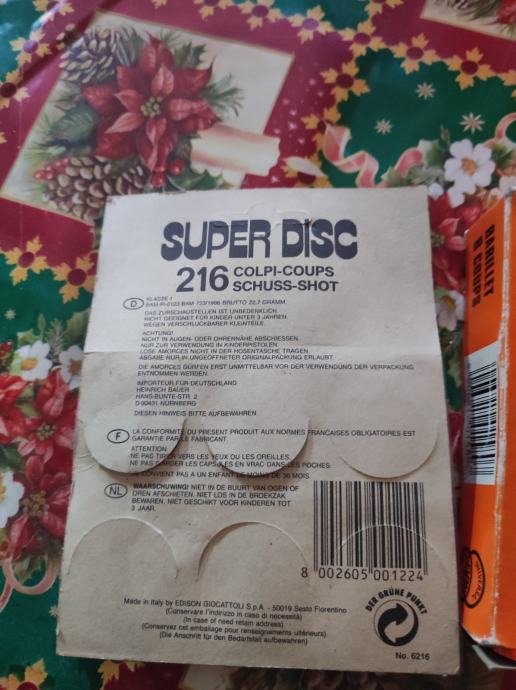 SUPER DISC
216 COLPI-COUPS
SCHUSS-SHOT
D KLASSE I
BAM-PI-0123 BAM 723/1996 BRUTTO 22,7 GRAMM
DAS ZURSCHAUSTELLEN IST UNBEDENKLICH
NICHT GEEIGNET FÜR KINDER UNTER 3 JAHREN
WEGEN VERSCHLUCKBARER KLEINTEILE.
ACHTUNG!
NICHT IN AUGEN- ODER OHRENNÄHE ABSCHIESSEN
NUR ZUR VERWENDUNG IN KINDERPISTOLEN.
LOSE AMORCES NICHT IN DER HOSENTASCHE TRAGEN.
ABGABE NUR IN UNGEÖFFNETER ORIGINALPACKUNG ERLAUBT.
DIE AMORCES DÜRFEN ERST UNMITTELBAR VOR DER VERWENDUNG DER VERPACKUNG
ENTNOMMEN WERDEN.
IMPORTEUR FÜR DEUTSCHLAND
HEINRICH BAUER
HANS-BUNTE-STR. 2
D-90431 NÜRNBERG
DIESEN HINWEIS BITTE AUFBEWAHREN
F LA CONFORMITE DU PRESENT PRODUIT AUX NORMES FRANCAISES OBLIGATOIRES EST
GARANTIE PAR LE FABRICANT.
ATTENTION
NE PAS TIRER VERS LES YEUX OU LES OREILLES.
NE PAS GARDER LES CAPSULES EN VRAC DANS LES POCHES.
NE CONVIENT PAS A UN ENFANT DE MOINS DE 36 MOIS.
NL WAARSCHUWING! NIET IN DE BUURT VAN OGEN OF
OREN AFSCHIETEN. NIET LOS IN DE BROEKZAK
BEWAREN. NIET GESCHIKT VOOR KINDEREN TOT
3 JAAR.
8 002605 001224
Made in Italy by EDISON GIOCATTOLI S.p.A. - 50019 Sesto Fiorentino
(Conservare l'indirizzo in caso di necessità)
(In case of need retain address)
(Conservez cet emballage pour renseignements ultérieurs)
(Die Anschrift für den Bedarfsfall aufbewahren)
DER GRÜNE PUNKT
No. 6216
8 COUPS